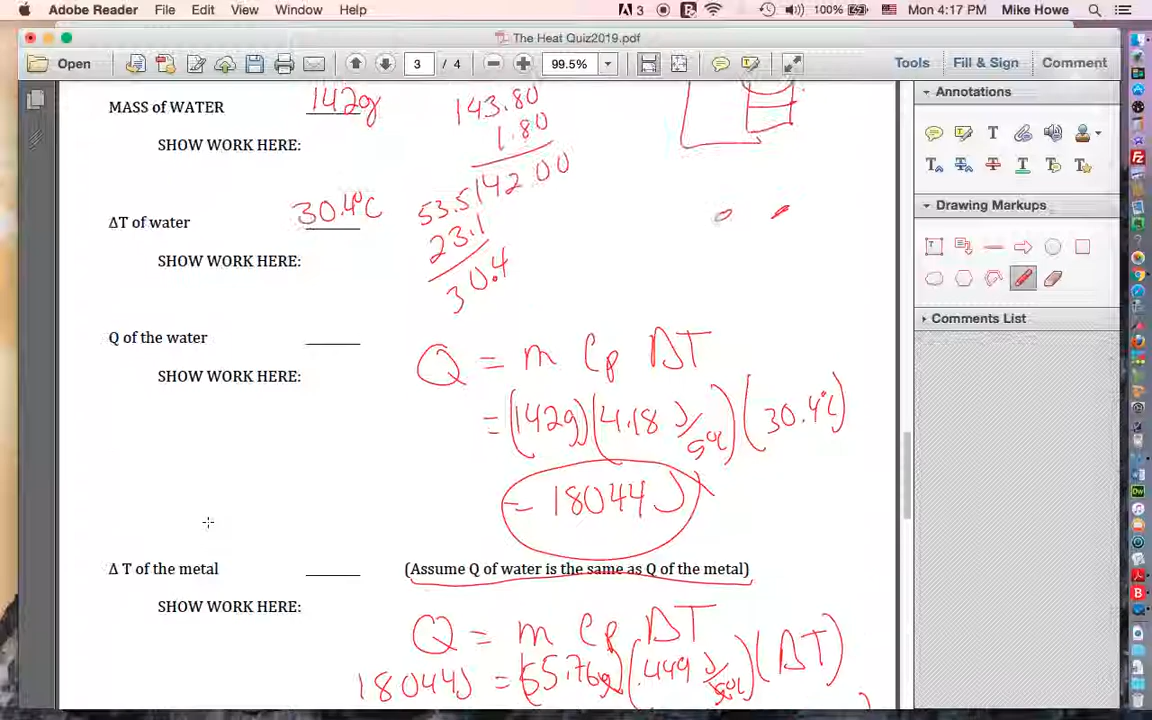 Adobe Reader File Edit View Window Help 3 100% Mon 4:17 PM Mike Howe
The Heat Quiz2019.pdf
Open 3 / 4 99.5% Tools Fill & Sign Comment
Annotations
Drawing Markups
Comments List
MASS of WATER 142g
SHOW WORK HERE:
143.80
1.80
142 00
ΔT of water 30.4°C
SHOW WORK HERE:
53.5
23.1
30.4
Q of the water
SHOW WORK HERE:
Q = m Cp ΔT
= (142g)(4.18 J/g°C)(30.4°C)
= 18044 J
Δ T of the metal (Assume Q of water is the same as Q of the metal)
SHOW WORK HERE:
Q = m Cp ΔT
18044J = (55.76g)(.449 J/g°C)(ΔT)